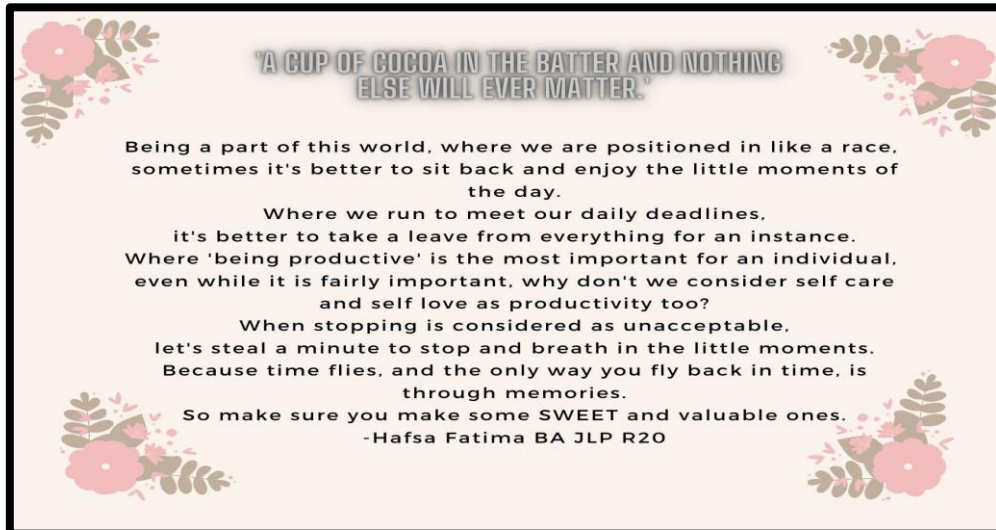 'A CUP OF COCOA IN THE BATTER AND NOTHING
ELSE WILL EVER MATTER.'
Being a part of this world, where we are positioned in like a race,
sometimes it's better to sit back and enjoy the little moments of
the day.
Where we run to meet our daily deadlines,
it's better to take a leave from everything for an instance.
Where 'being productive' is the most important for an individual,
even while it is fairly important, why don't we consider self care
and self love as productivity too?
When stopping is considered as unacceptable,
let's steal a minute to stop and breath in the little moments.
Because time flies, and the only way you fly back in time, is
through memories.
So make sure you make some SWEET and valuable ones.
-Hafsa Fatima BA JLP R20